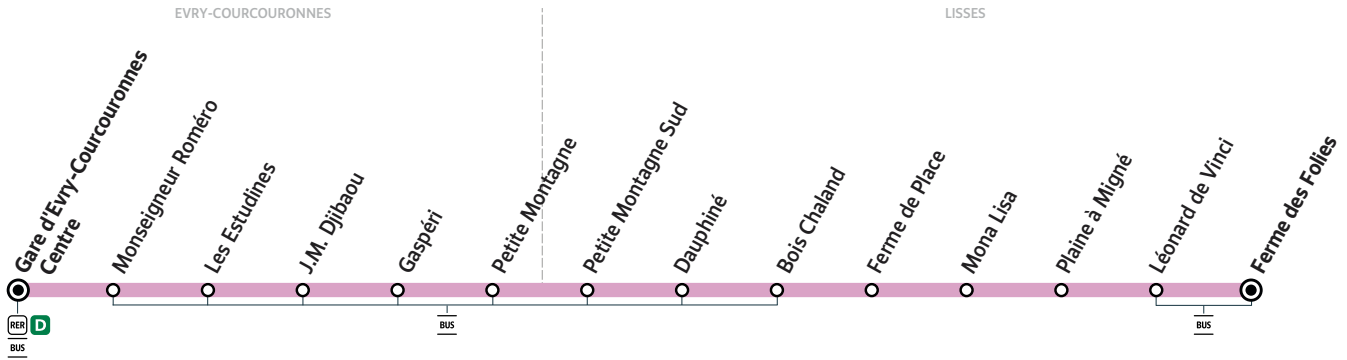 EVRY-COURCOURONNES
LISSES
Gare d'Evry-Courcouronnes
Centre
Monseigneur Roméro
Les Estudines
J.M. Djibaou
Gaspéri
Petite Montagne
Petite Montagne Sud
Dauphiné
Bois Chaland
Ferme de Place
Mona Lisa
Plaine à Migné
Léonard de Vinci
Ferme des Folies
RER D
BUS
BUS
BUS